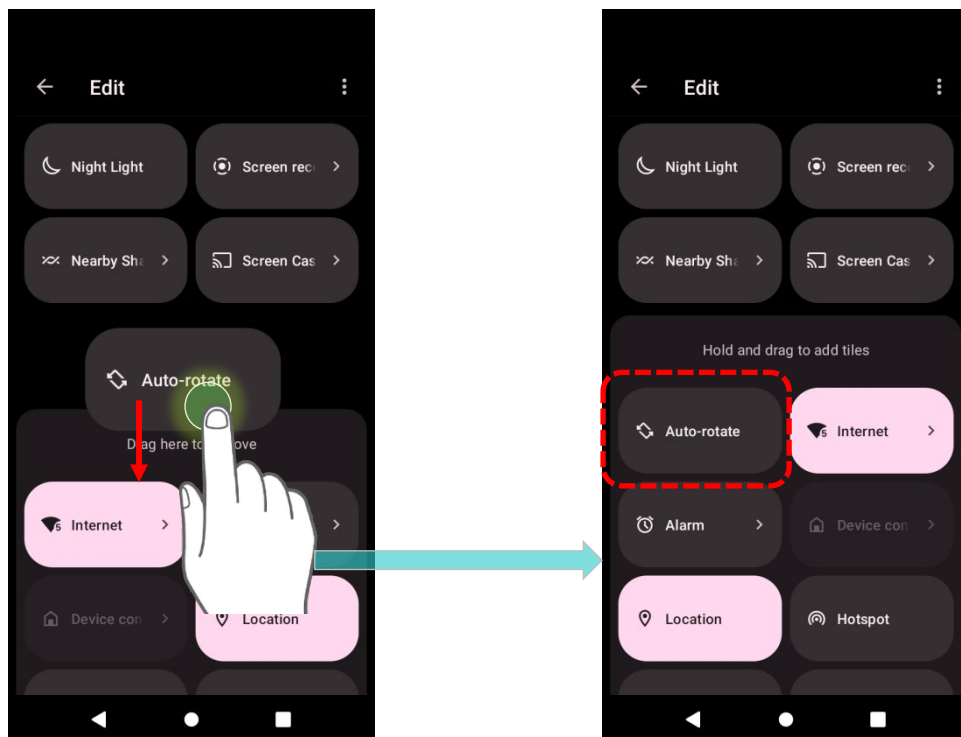 Edit
Night Light
Screen rec
Nearby Sha
Screen Cas
Auto-rotate
Drag here to remove
Internet
Device con
Location
Edit
Night Light
Screen rec
Nearby Sha
Screen Cas
Hold and drag to add tiles
Auto-rotate
5 Internet
Alarm
Device con
Location
Hotspot